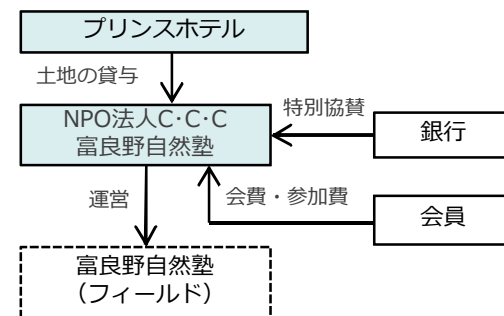 プリンスホテル
土地の貸与
NPO法人C・C・C
富良野自然塾
特別協賛
銀行
運営
会費・参加費
会員
富良野自然塾
（フィールド）